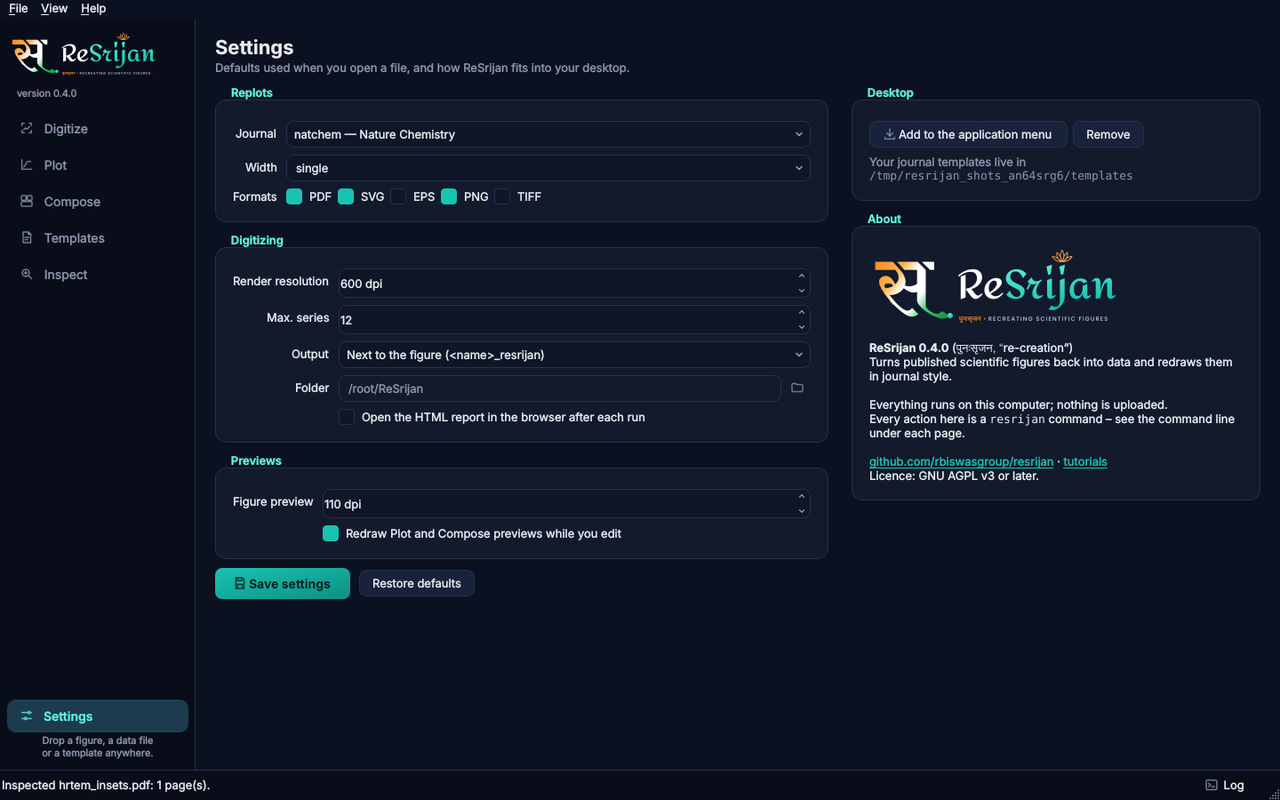 File View Help
स ReSrijan
पुनःसृजन • RECREATING SCIENTIFIC FIGURES
version 0.4.0
Digitize
Plot
Compose
Templates
Inspect
Settings
Drop a figure, a data file
or a template anywhere.
Settings
Defaults used when you open a file, and how ReSrijan fits into your desktop.
Replots
Journal natchem — Nature Chemistry
Width single
Formats PDF SVG EPS PNG TIFF
Digitizing
Render resolution 600 dpi
Max. series 12
Output Next to the figure (<name>_resrijan)
Folder /root/ReSrijan
Open the HTML report in the browser after each run
Previews
Figure preview 110 dpi
Redraw Plot and Compose previews while you edit
Save settings Restore defaults
Desktop
Add to the application menu Remove
Your journal templates live in
/tmp/resrijan_shots_an64srg6/templates
About
स ReSrijan
पुनःसृजन • RECREATING SCIENTIFIC FIGURES
ReSrijan 0.4.0 (पुनःसृजन, “re-creation”)
Turns published scientific figures back into data and redraws them
in journal style.
Everything runs on this computer; nothing is uploaded.
Every action here is a resrijan command – see the command line
under each page.
github.com/rbiswasgroup/resrijan · tutorials
Licence: GNU AGPL v3 or later.
Inspected hrtem_insets.pdf: 1 page(s).
Log